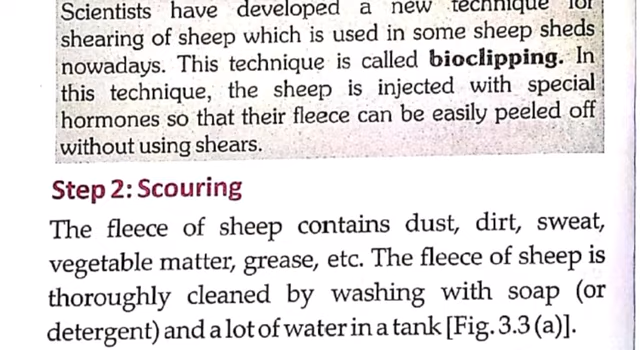 Scientists have developed a new technique for
shearing of sheep which is used in some sheep sheds
nowadays. This technique is called bioclipping. In
this technique, the sheep is injected with special
hormones so that their fleece can be easily peeled off
without using shears.
Step 2: Scouring
The fleece of sheep contains dust, dirt, sweat,
vegetable matter, grease, etc. The fleece of sheep is
thoroughly cleaned by washing with soap (or
detergent) and a lot of water in a tank [Fig. 3.3 (a)].